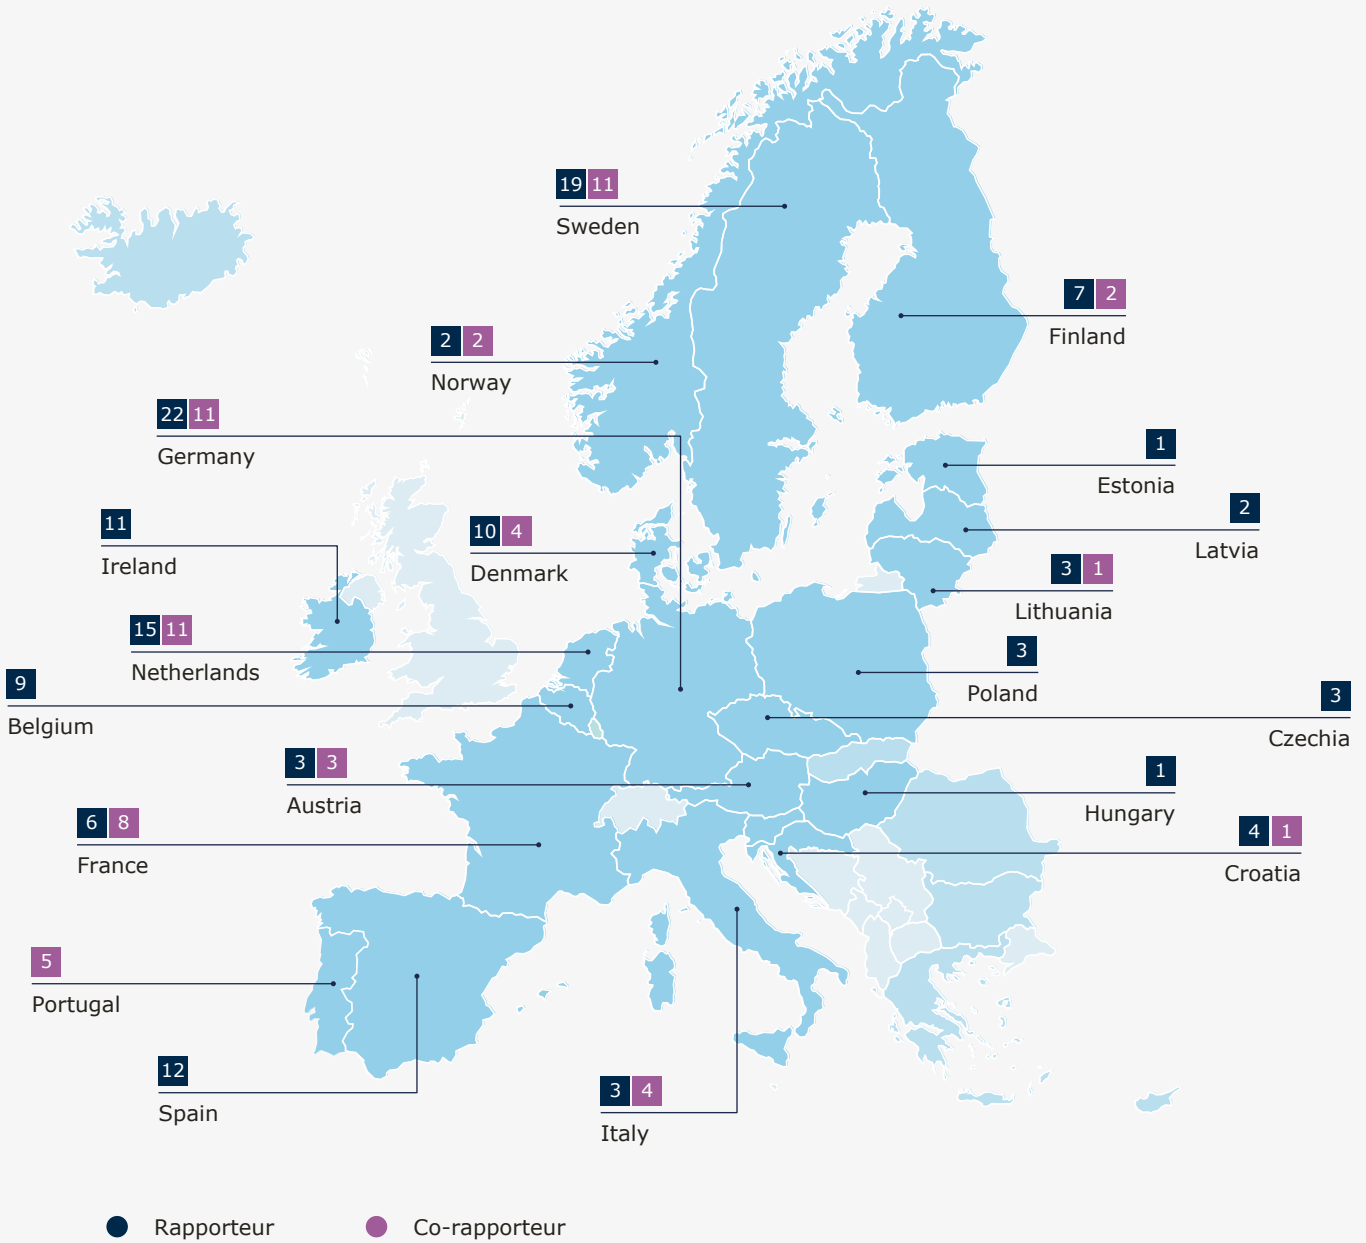 19 11
Sweden
7 2
Finland
2 2
Norway
22 11
Germany
1
Estonia
2
Latvia
11
Ireland
10 4
Denmark
3 1
Lithuania
15 11
Netherlands
3
Poland
9
Belgium
3
Czechia
3 3
Austria
1
Hungary
6 8
France
4 1
Croatia
5
Portugal
12
Spain
3 4
Italy
Rapporteur
Co-rapporteur